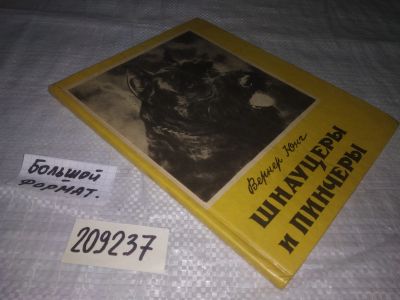 Вернер Юнг
ШНАУЦЕРЫ
И ПИНЧЕРЫ
Большой
ФОРМАТ.
209237